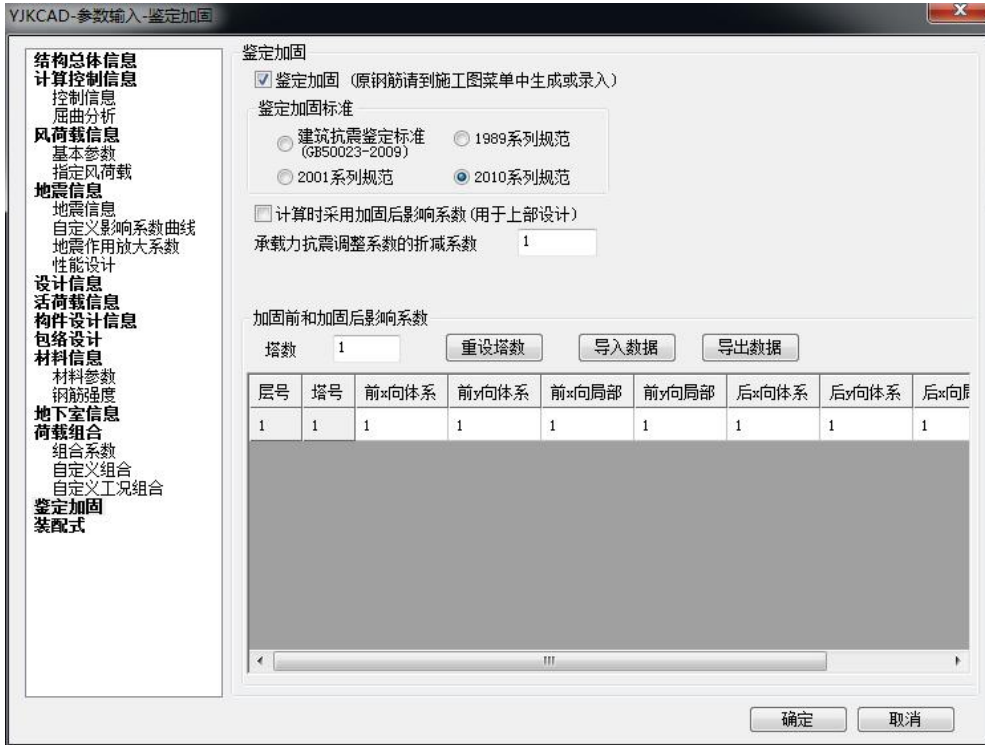 YJKCAD-参数输入-鉴定加固
结构总体信息
计算控制信息
控制信息
屈曲分析
风荷载信息
基本参数
指定风荷载
地震信息
地震信息
自定义影响系数曲线
地震作用放大系数
性能设计
设计信息
活荷载信息
构件设计信息
包络设计
材料信息
材料参数
钢筋强度
地下室信息
荷载组合
组合系数
自定义组合
自定义工况组合
鉴定加固
装配式
鉴定加固
鉴定加固（原钢筋请到施工图菜单中生成或录入）
鉴定加固标准
建筑抗震鉴定标准
(GB50023-2009)
1989系列规范
2001系列规范
2010系列规范
计算时采用加固后影响系数(用于上部设计)
承载力抗震调整系数的折减系数 1
加固前和加固后影响系数
塔数 1 重设塔数 导入数据 导出数据
层号 塔号 前x向体系 前y向体系 前x向局部 前y向局部 后x向体系 后y向体系 后x向
1 1 1 1 1 1 1 1 1
确定 取消